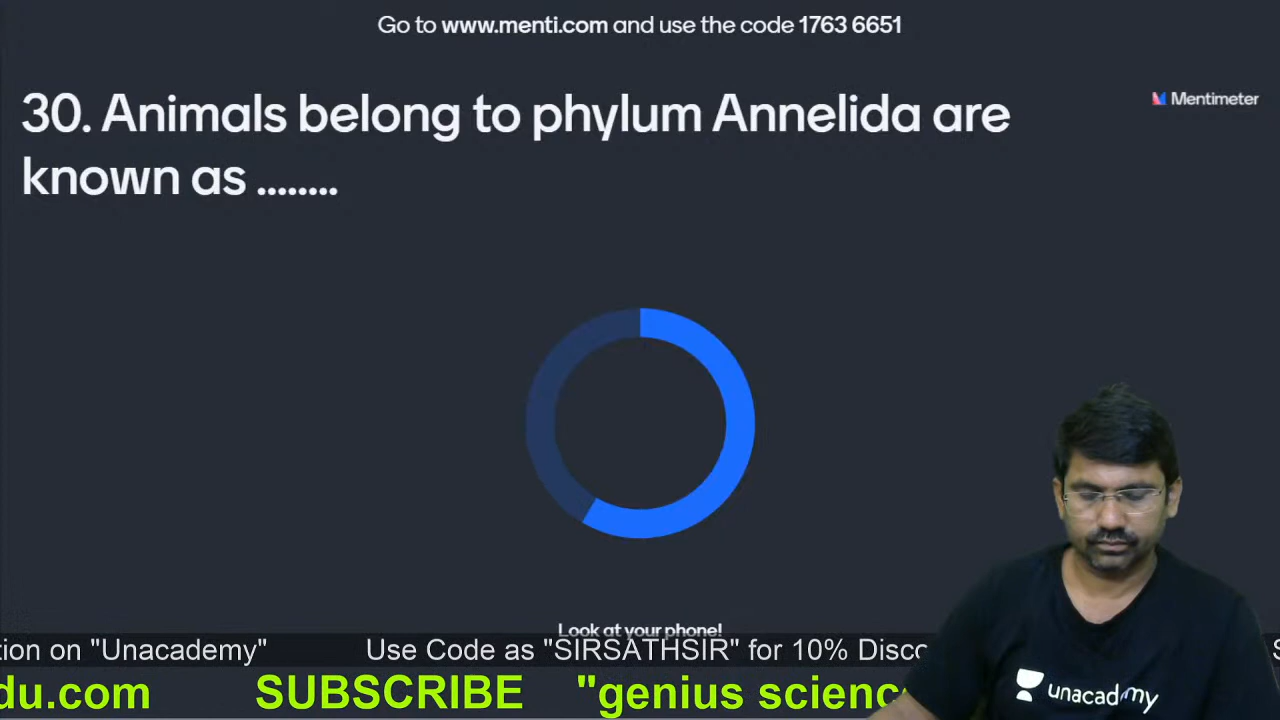 Go to www.menti.com and use the code 1763 6651
Mentimeter
30. Animals belong to phylum Annelida are
known as ........
Look at your phone!
tion on "Unacademy" Use Code as "SIRSATHSIR" for 10% Disco S
du.com SUBSCRIBE "genius science
unacademy